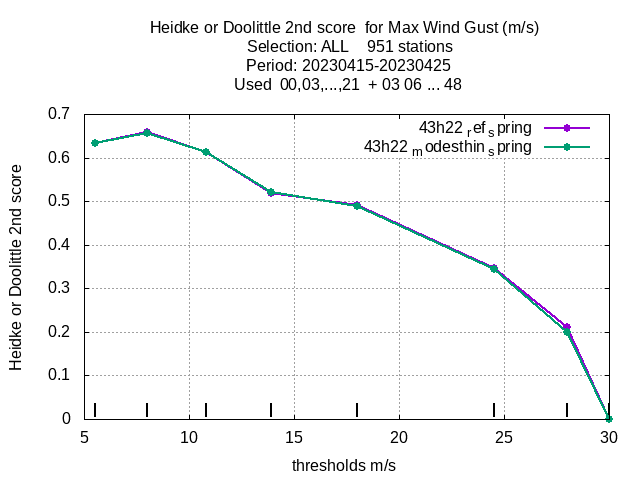 Heidke or Doolittle 2nd score  for Max Wind Gust (m/s)
Selection: ALL    951 stations
Period: 20230415-20230425
Used  00,03,...,21  + 03 06 ... 48
0.7
0.6
0.5
0.4
0.3
0.2
0.1
0
Heidke or Doolittle 2nd score
43h22 ref spring
43h22 modesthin spring
5 10 15 20 25 30
thresholds m/s